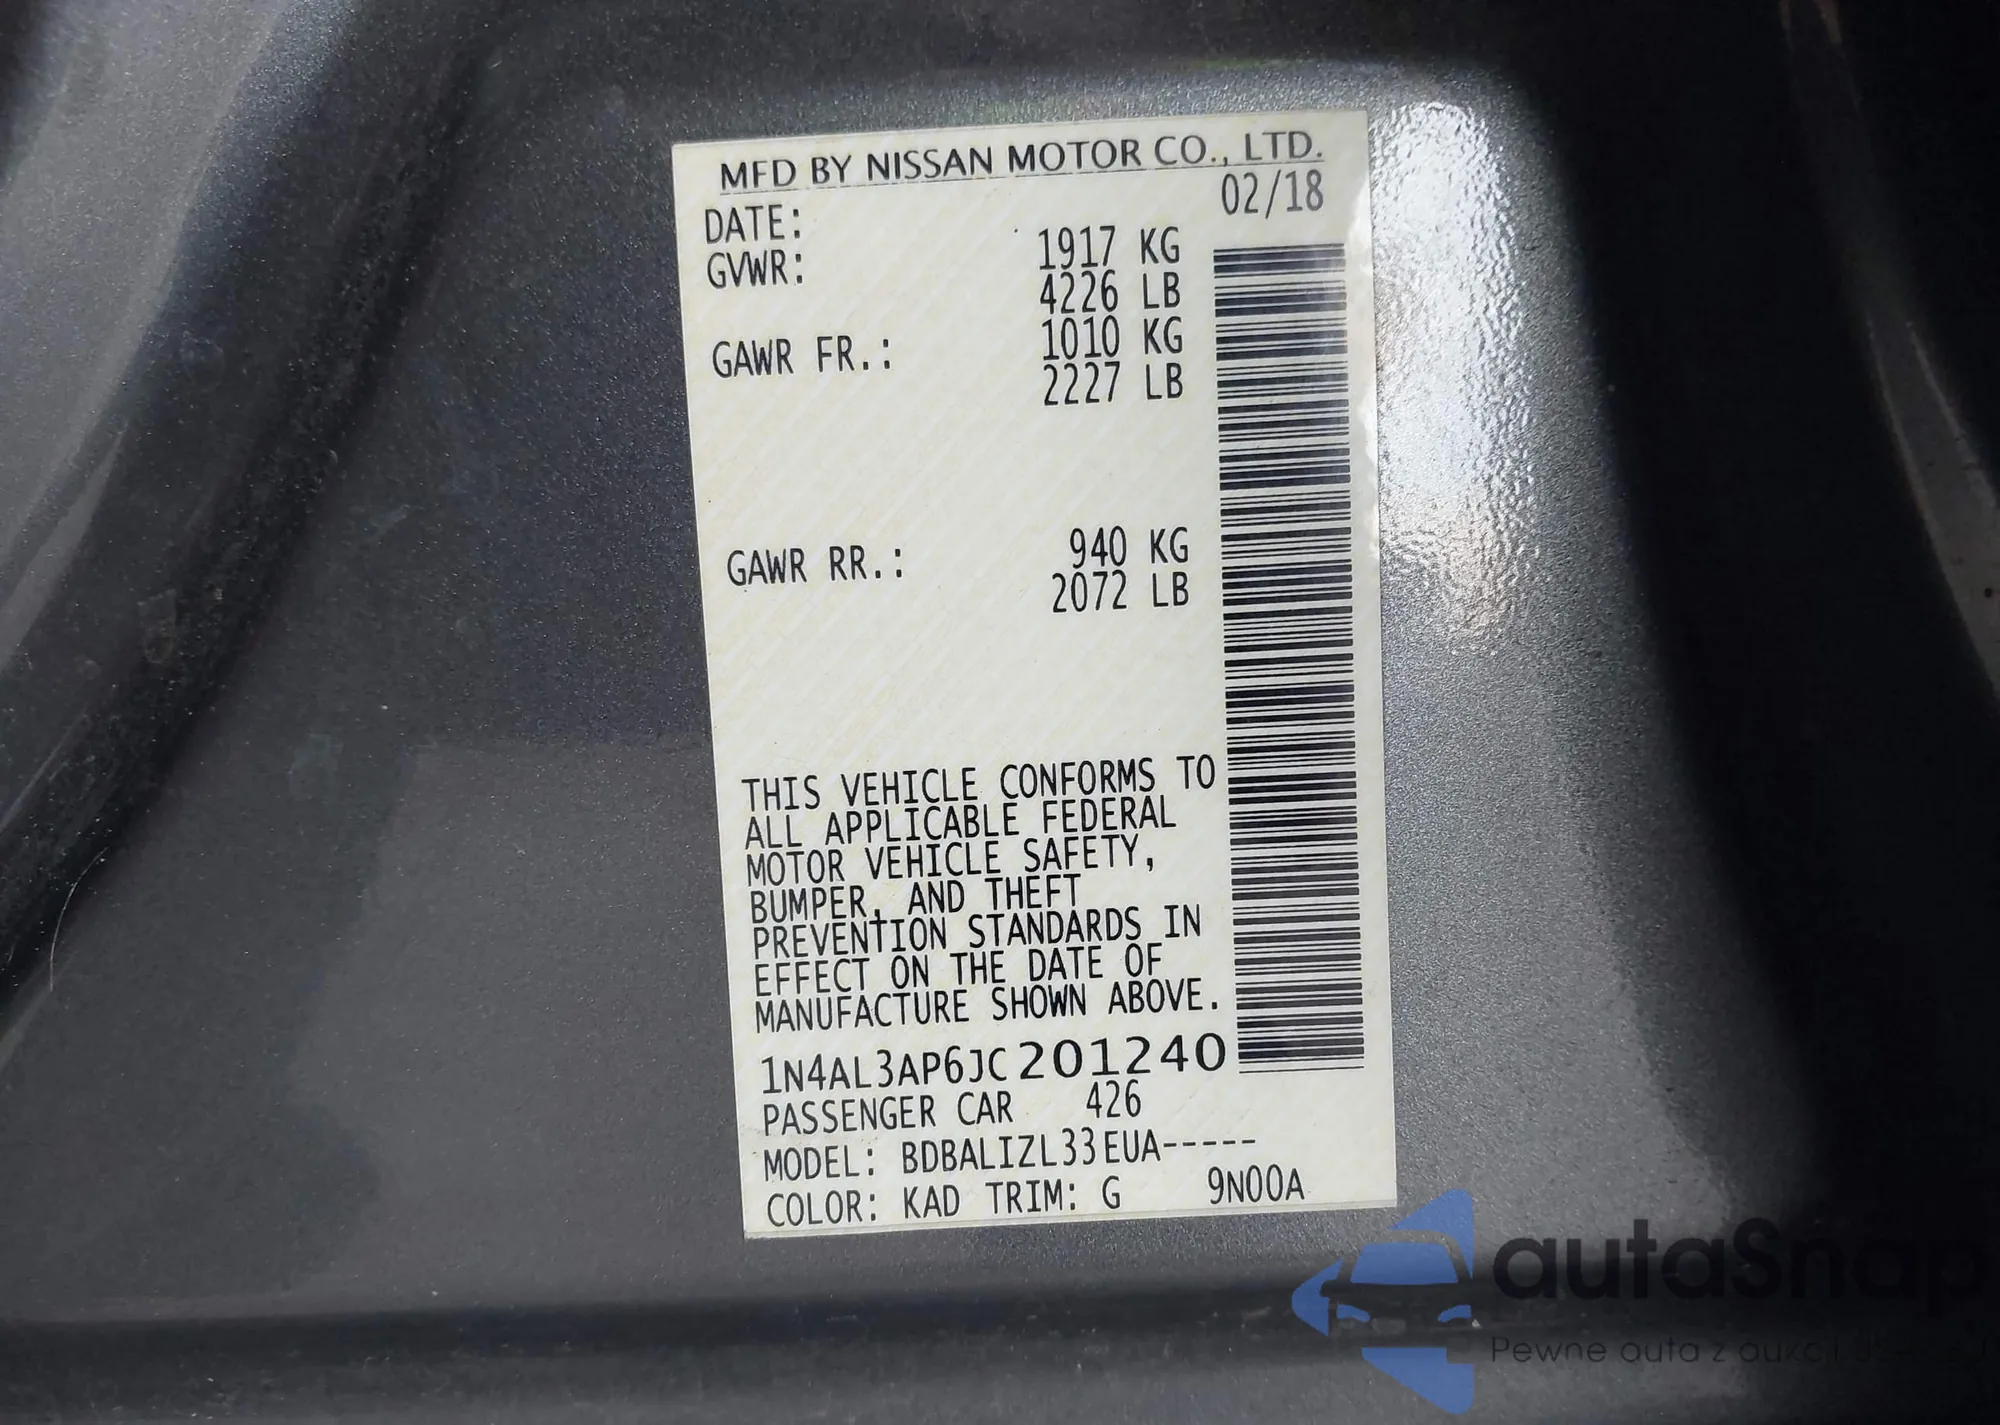 MFD BY NISSAN MOTOR CO., LTD.
DATE: 02/18
GVWR: 1917 KG
4226 LB
GAWR FR.: 1010 KG
2227 LB
GAWR RR.: 940 KG
2072 LB
THIS VEHICLE CONFORMS TO
ALL APPLICABLE FEDERAL
MOTOR VEHICLE SAFETY,
BUMPER, AND THEFT
PREVENTION STANDARDS IN
EFFECT ON THE DATE OF
MANUFACTURE SHOWN ABOVE.
1N4AL3AP6JC201240
PASSENGER CAR 426
MODEL: BDBALIZL33EUA-----
COLOR: KAD TRIM: G 9N00A
autaSnap
Pewne auta z